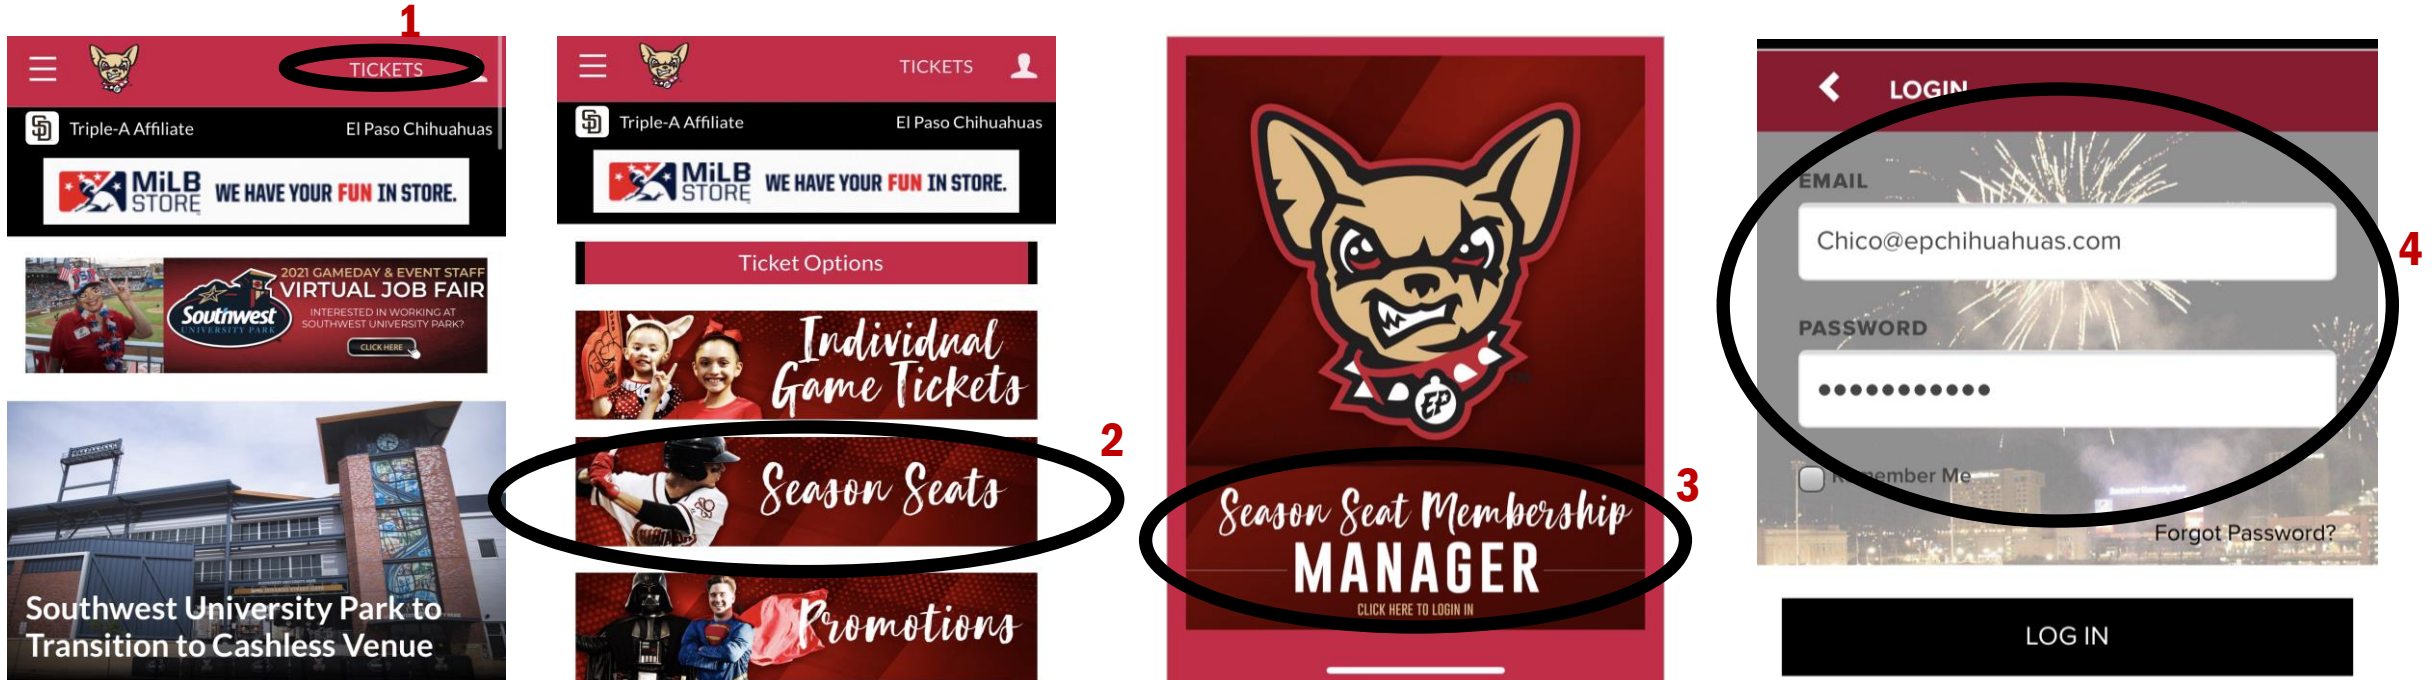 1
TICKETS
Triple-A Affiliate
El Paso Chihuahuas
MiLB
STORE
WE HAVE YOUR FUN IN STORE.
2021 GAMEDAY & EVENT STAFF
VIRTUAL JOB FAIR
INTERESTED IN WORKING AT
SOUTHWEST UNIVERSITY PARK?
CLICK HERE
Southwest
UNIVERSITY PARK
Southwest University Park to
Transition to Cashless Venue
TICKETS
Triple-A Affiliate
El Paso Chihuahuas
MiLB
STORE
WE HAVE YOUR FUN IN STORE.
Ticket Options
Individual
Game Tickets
2
Season Seats
Promotions
EP
3
Season Seat Membership
MANAGER
CLICK HERE TO LOGIN IN
LOGIN
EMAIL
Chico@epchihuahuas.com
4
PASSWORD
Remember Me
Forgot Password?
LOG IN